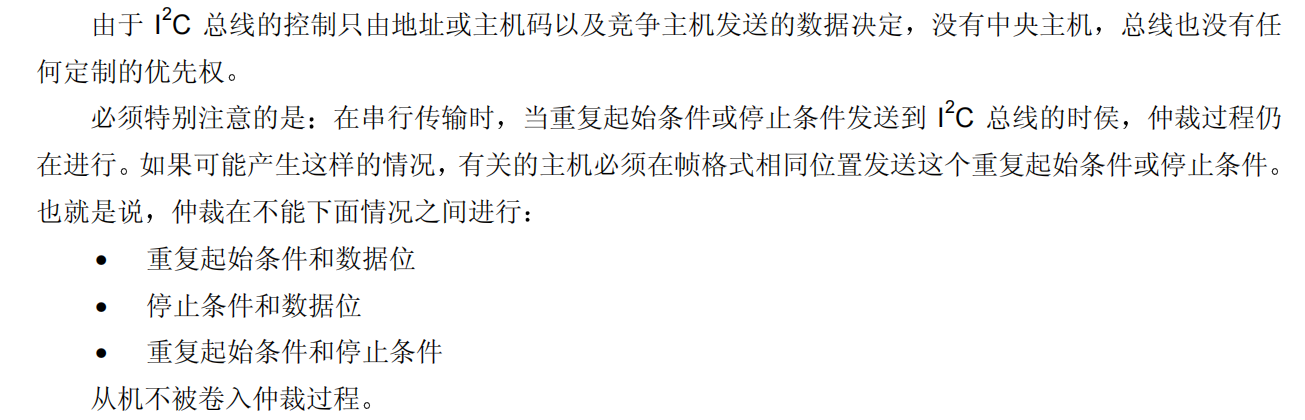 由于 I²C 总线的控制只由地址或主机码以及竞争主机发送的数据决定，没有中央主机，总线也没有任
何定制的优先权。
必须特别注意的是：在串行传输时，当重复起始条件或停止条件发送到 I²C 总线的时侯，仲裁过程仍
在进行。如果可能产生这样的情况，有关的主机必须在帧格式相同位置发送这个重复起始条件或停止条件。
也就是说，仲裁在不能下面情况之间进行：
● 重复起始条件和数据位
● 停止条件和数据位
● 重复起始条件和停止条件
从机不被卷入仲裁过程。